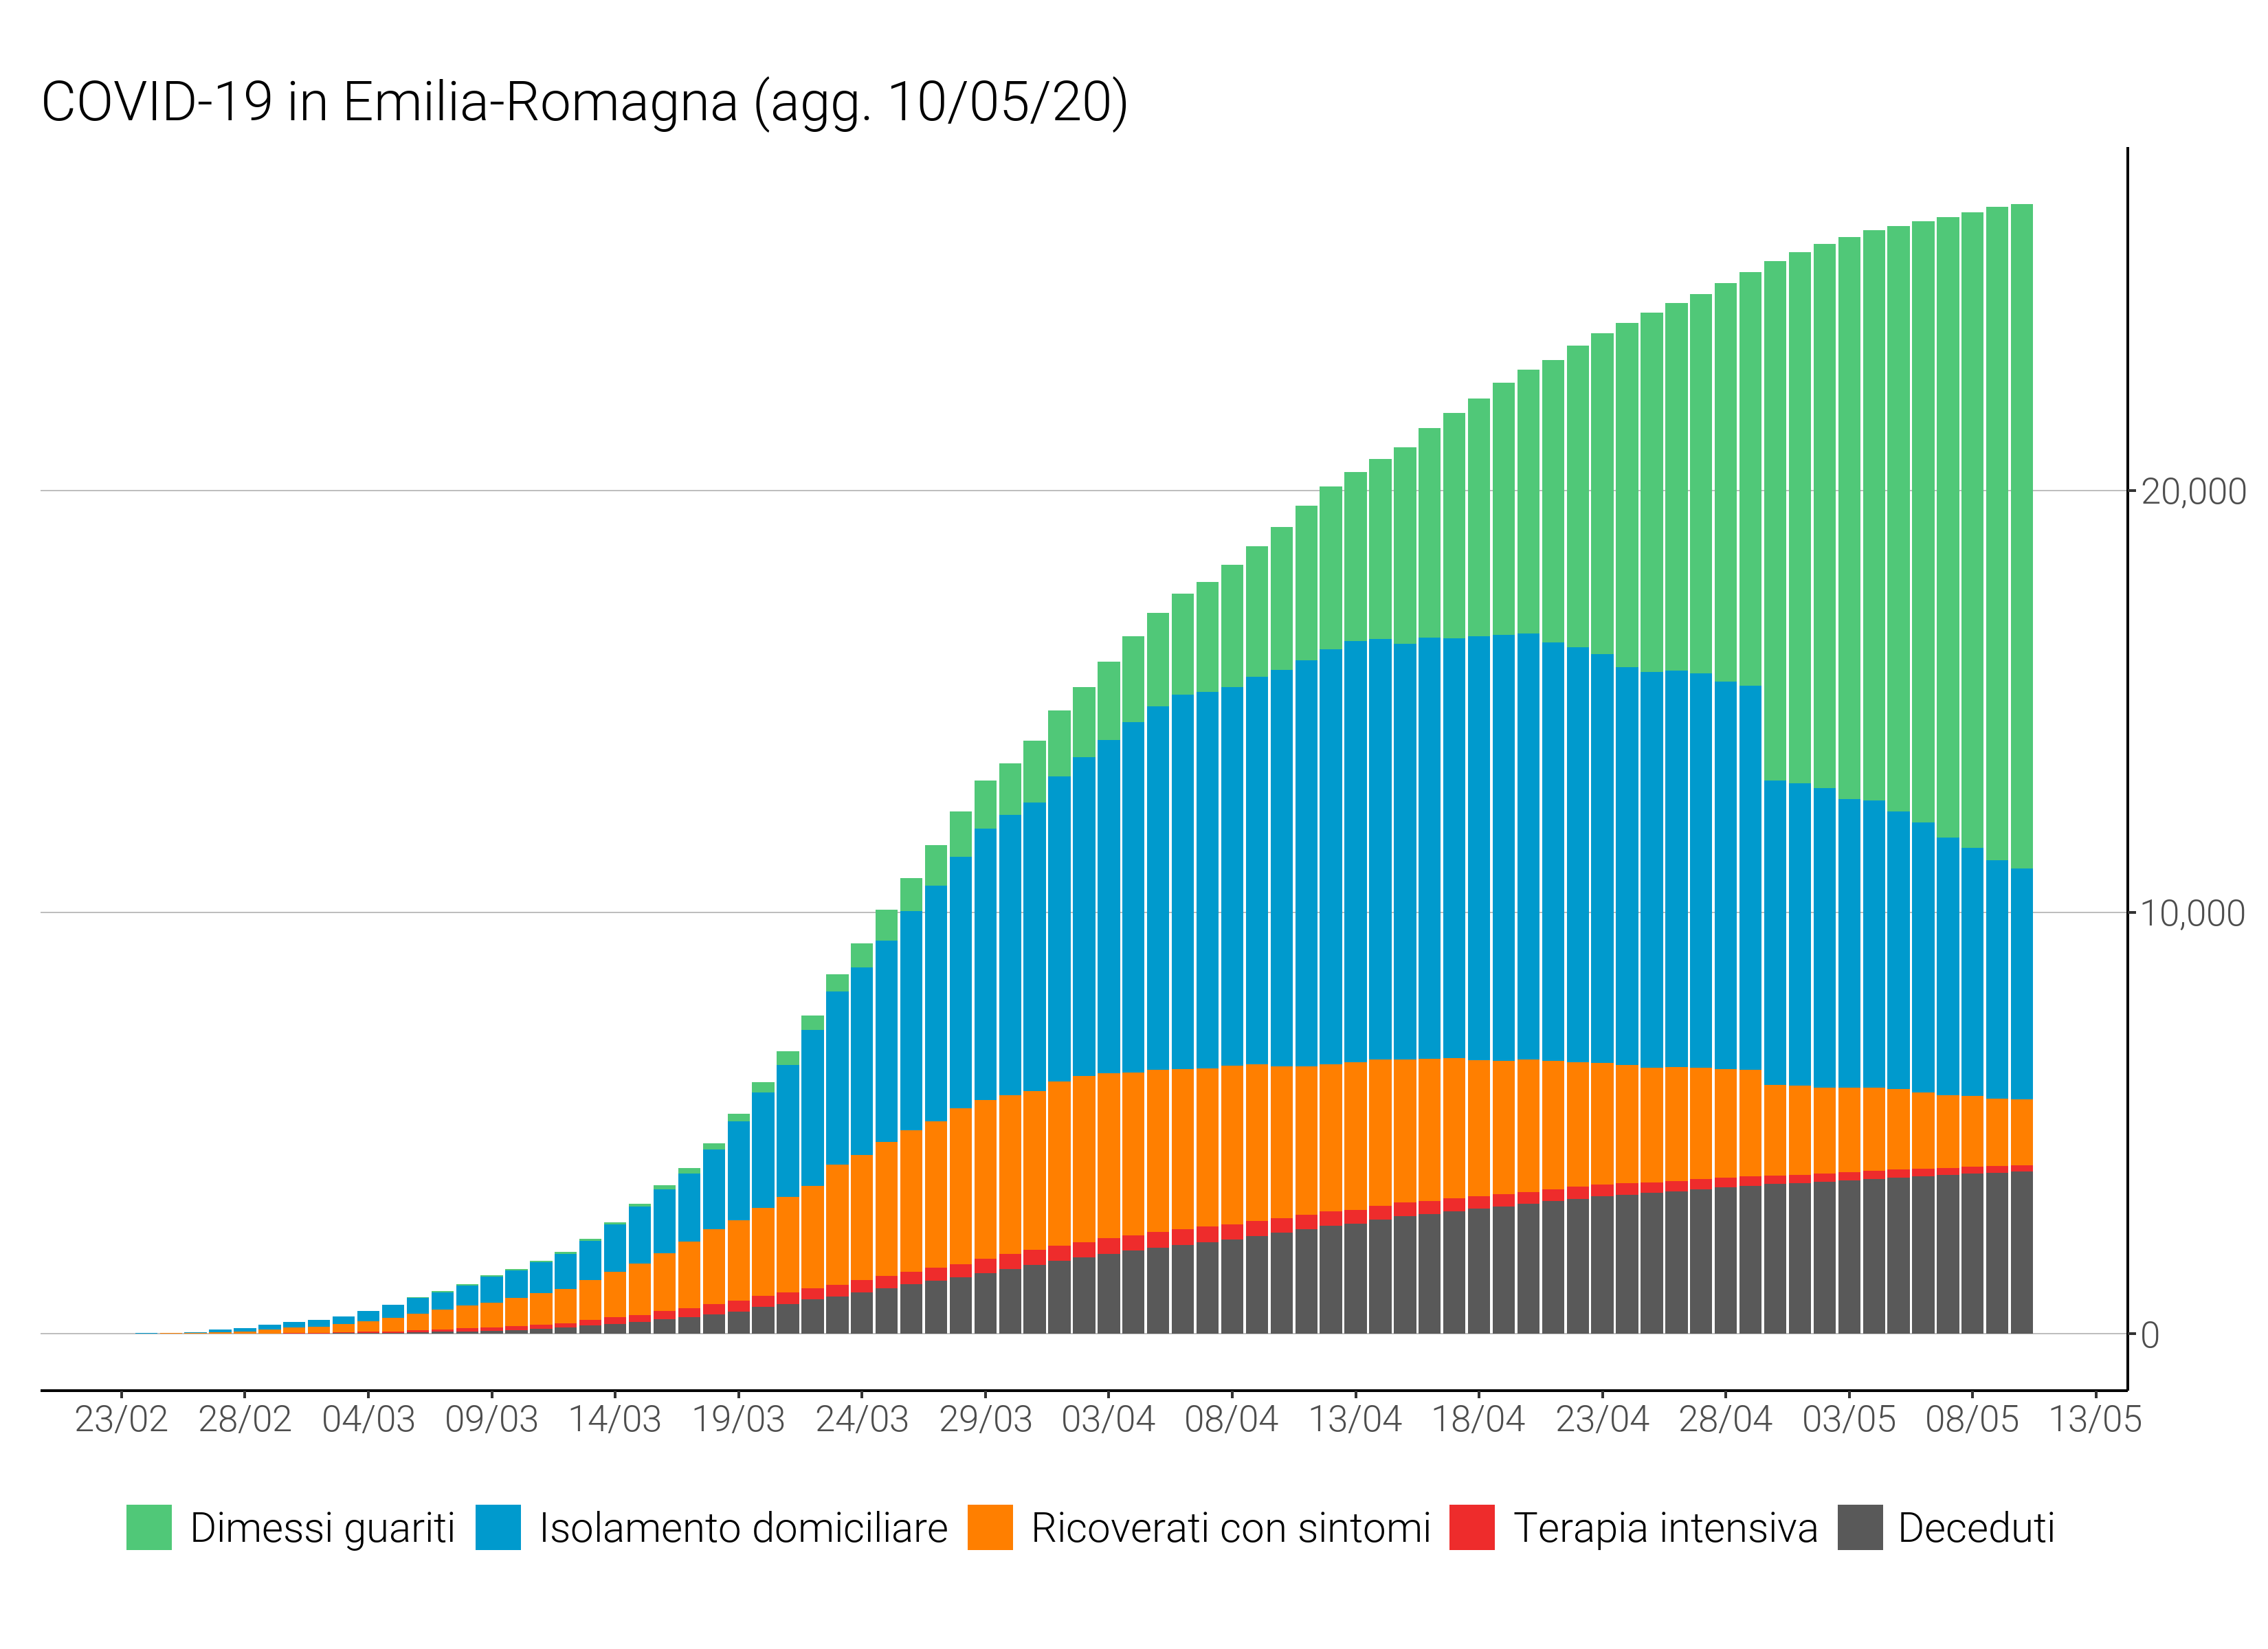 COVID-19 in Emilia-Romagna (agg. 10/05/20)
20,000
10,000
0
23/02 28/02 04/03 09/03 14/03 19/03 24/03 29/03 03/04 08/04 13/04 18/04 23/04 28/04 03/05 08/05 13/05
Dimessi guariti Isolamento domiciliare Ricoverati con sintomi Terapia intensiva Deceduti